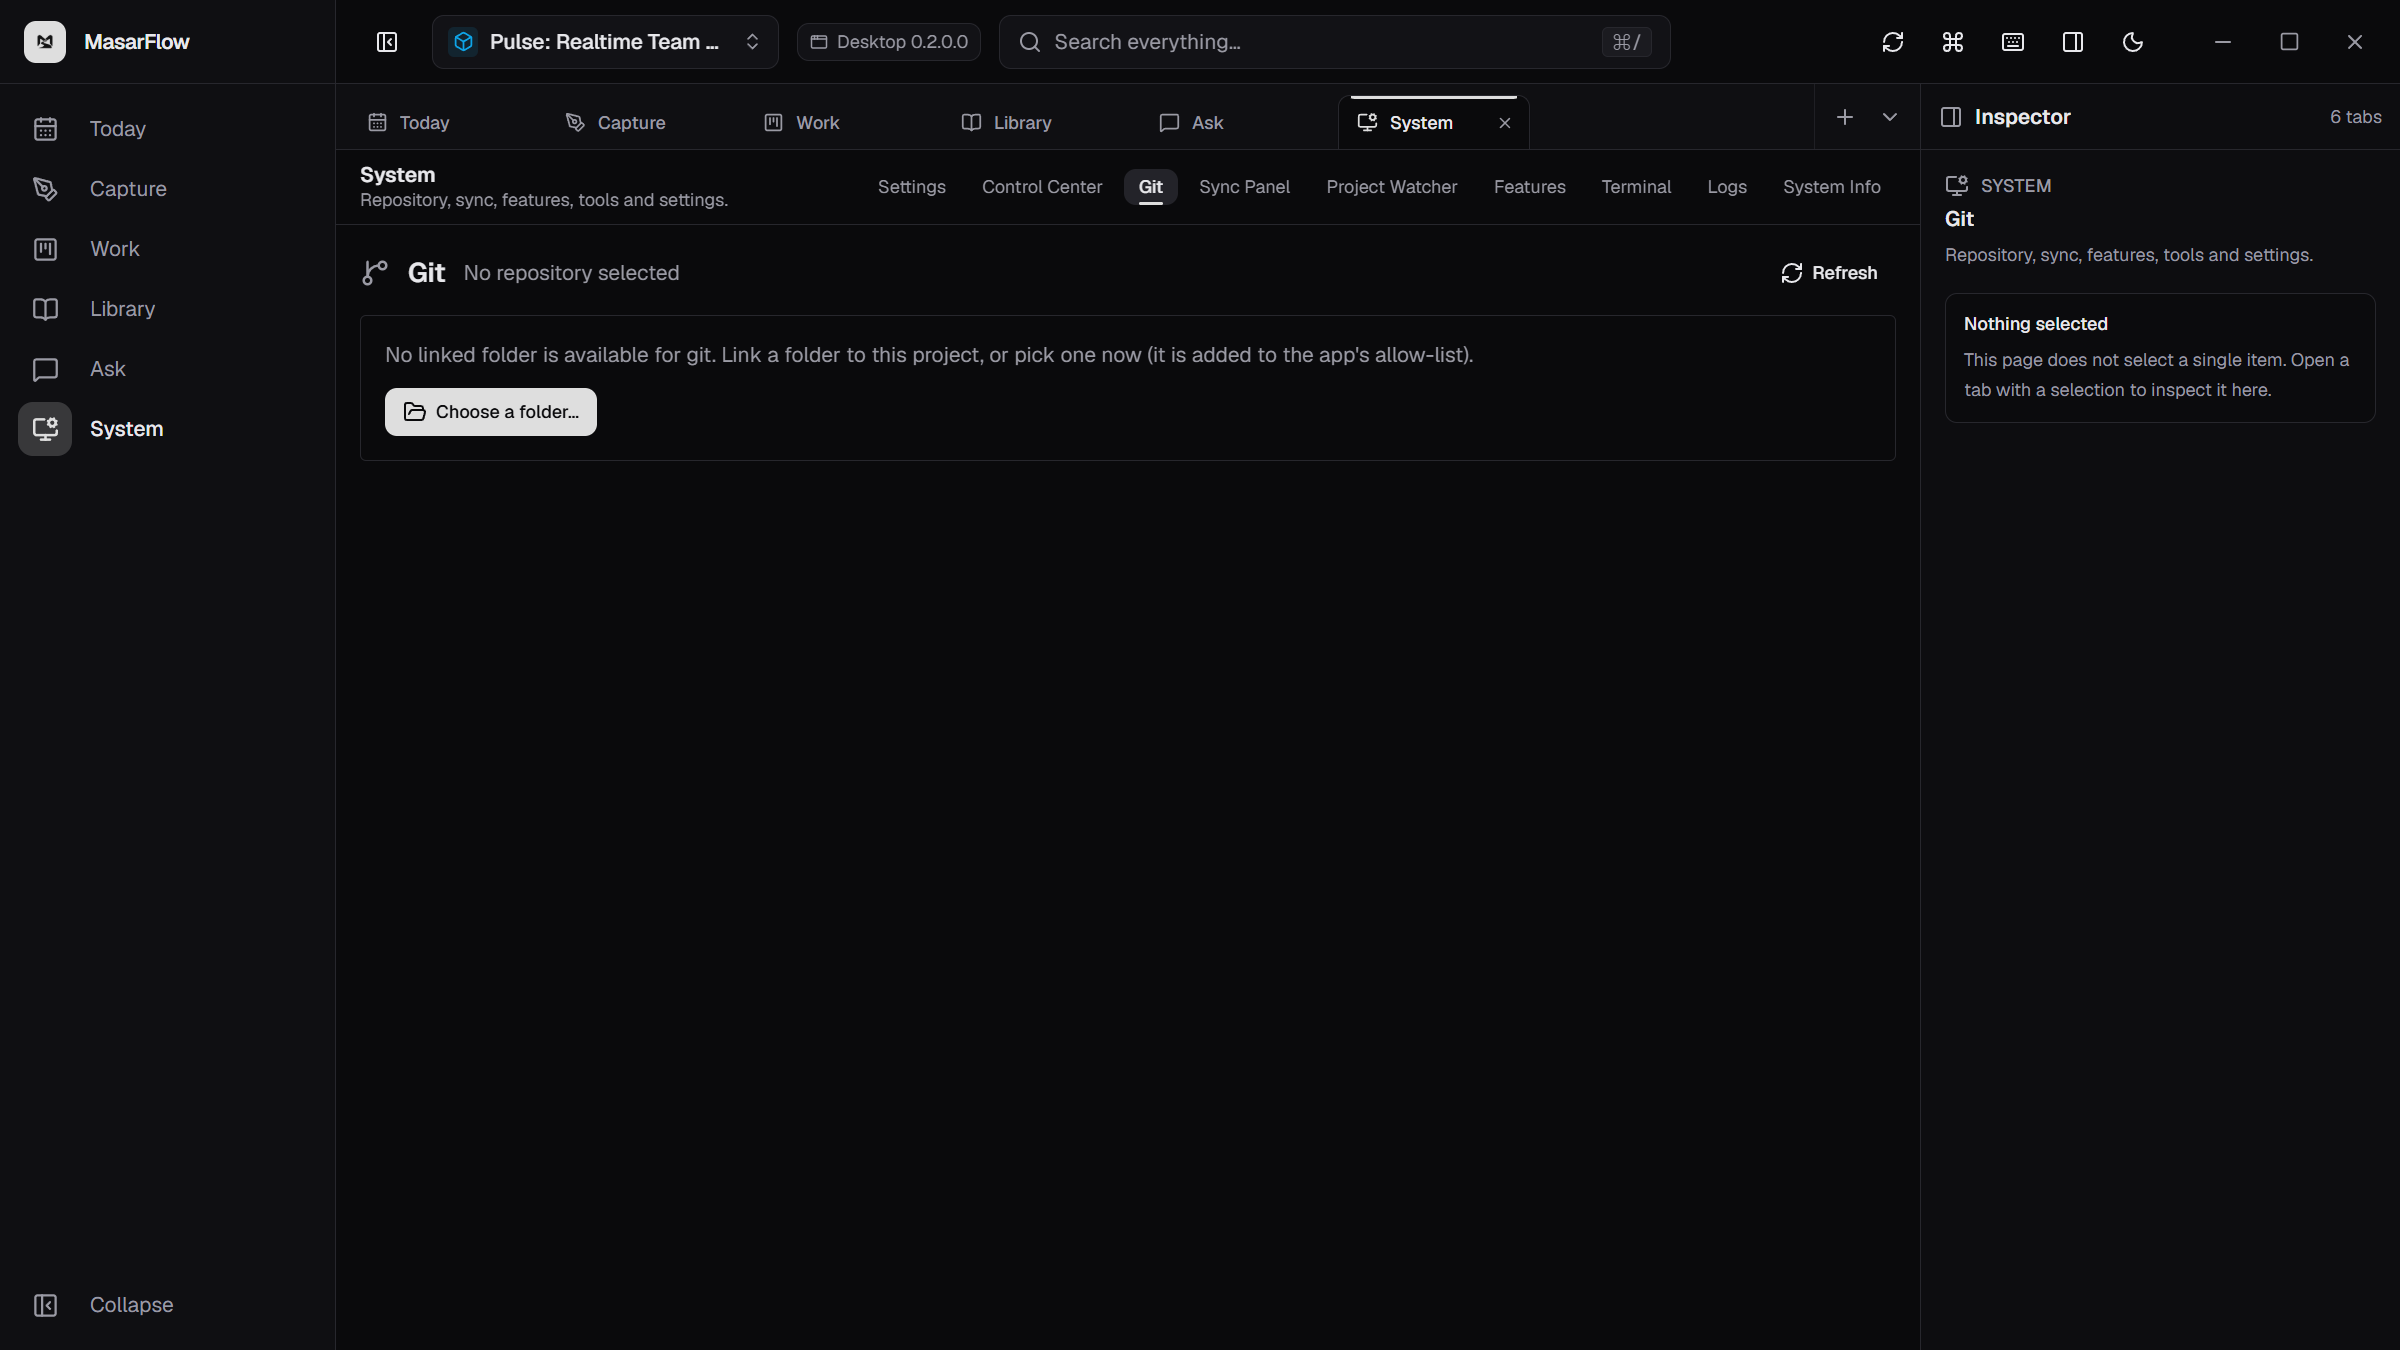 MasarFlow
Pulse: Realtime Team ...
Desktop 0.2.0.0
Search everything...
⌘/
Today
Capture
Work
Library
Ask
System
Collapse
Today
Capture
Work
Library
Ask
System
Inspector
6 tabs
System
Repository, sync, features, tools and settings.
Settings
Control Center
Git
Sync Panel
Project Watcher
Features
Terminal
Logs
System Info
Git
No repository selected
Refresh
No linked folder is available for git. Link a folder to this project, or pick one now (it is added to the app's allow-list).
Choose a folder...
SYSTEM
Git
Repository, sync, features, tools and settings.
Nothing selected
This page does not select a single item. Open a
tab with a selection to inspect it here.